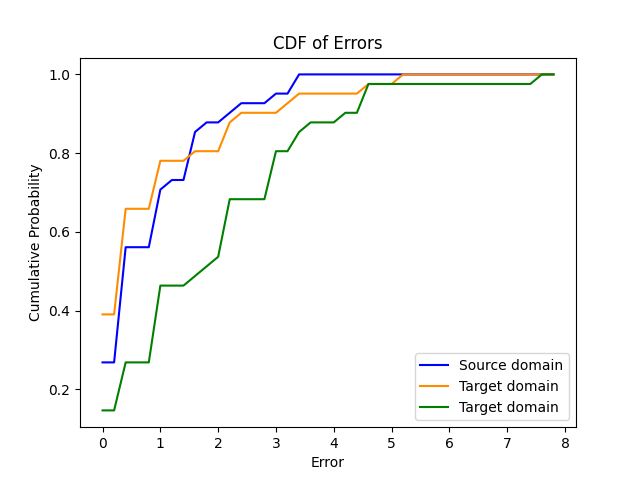 CDF of Errors
1.0
0.8
0.6
0.4
0.2
Cumulative Probability
Source domain
Target domain
Target domain
0 1 2 3 4 5 6 7 8
Error